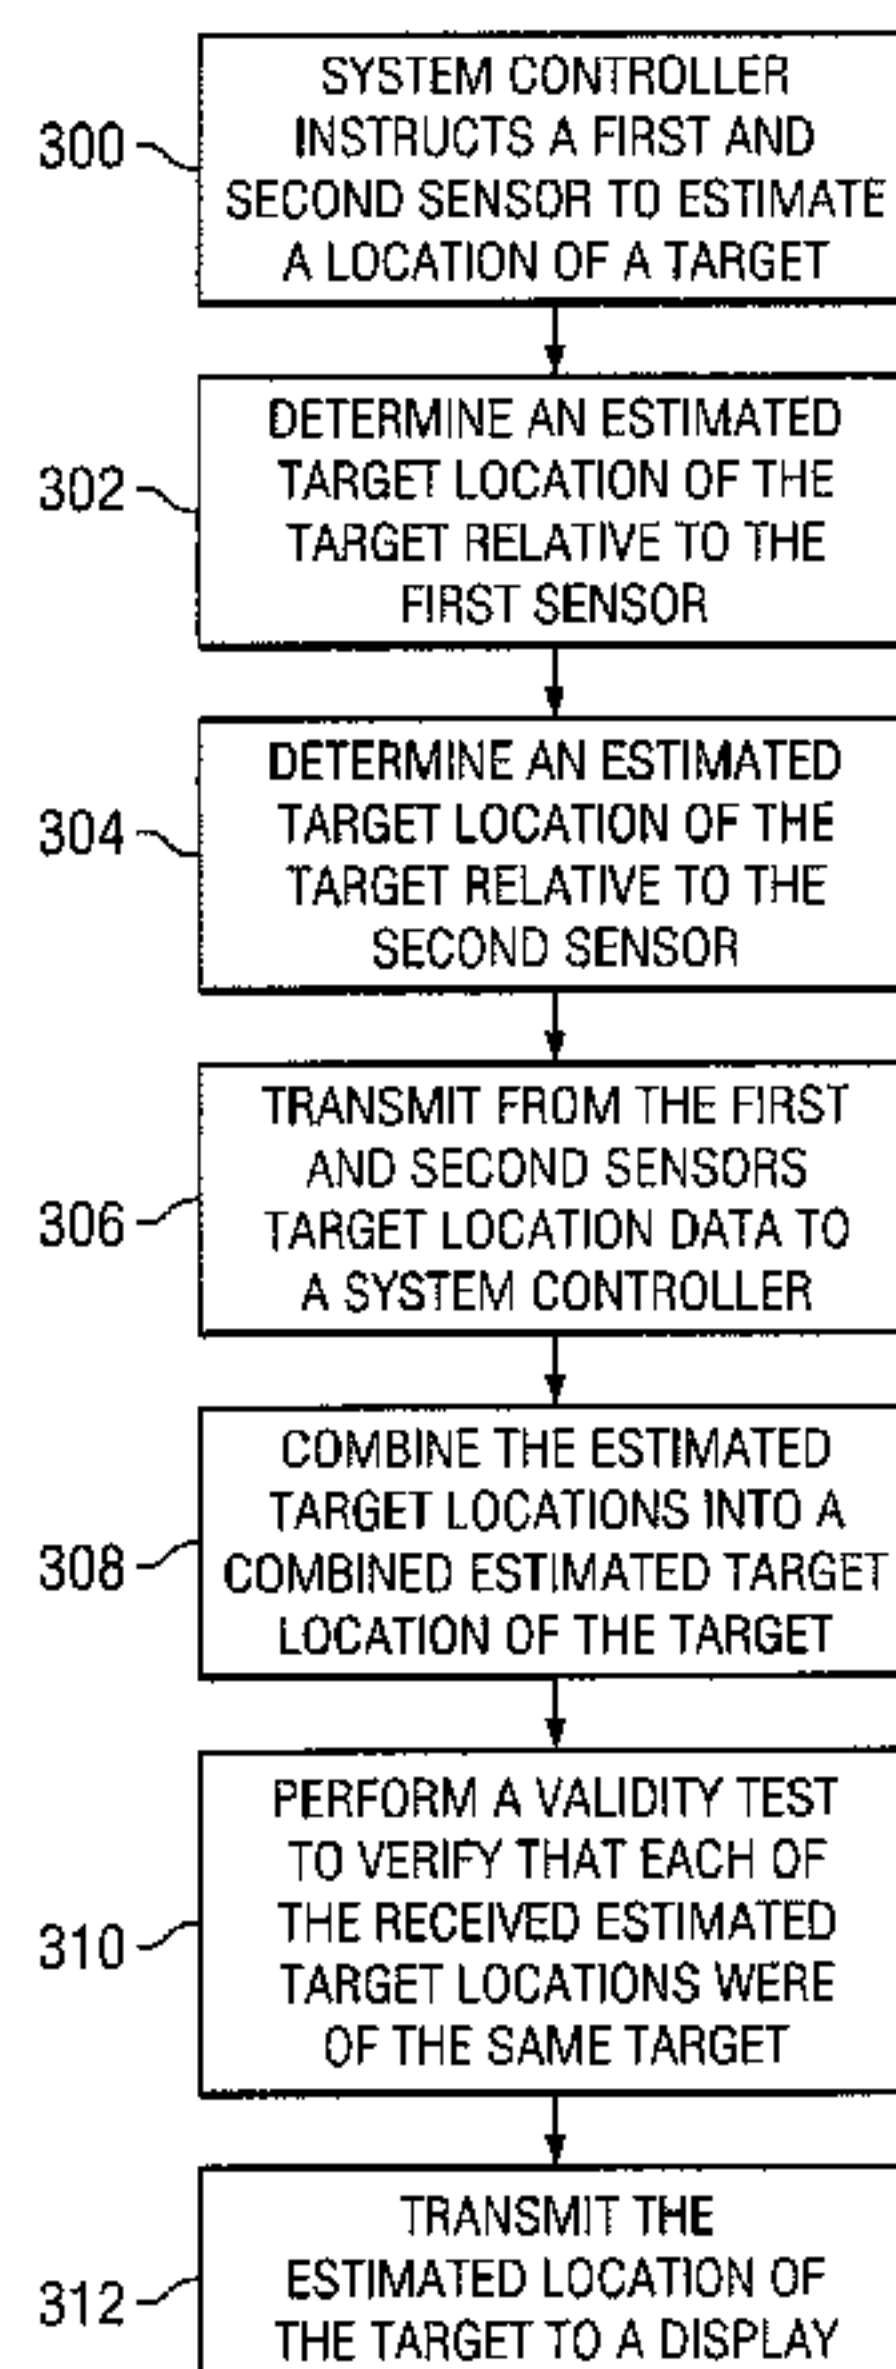 300
SYSTEM CONTROLLER
INSTRUCTS A FIRST AND
SECOND SENSOR TO ESTIMATE
A LOCATION OF A TARGET
302
DETERMINE AN ESTIMATED
TARGET LOCATION OF THE
TARGET RELATIVE TO THE
FIRST SENSOR
304
DETERMINE AN ESTIMATED
TARGET LOCATION OF THE
TARGET RELATIVE TO THE
SECOND SENSOR
306
TRANSMIT FROM THE FIRST
AND SECOND SENSORS
TARGET LOCATION DATA TO
A SYSTEM CONTROLLER
308
COMBINE THE ESTIMATED
TARGET LOCATIONS INTO A
COMBINED ESTIMATED TARGET
LOCATION OF THE TARGET
310
PERFORM A VALIDITY TEST
TO VERIFY THAT EACH OF
THE RECEIVED ESTIMATED
TARGET LOCATIONS WERE
OF THE SAME TARGET
312
TRANSMIT THE
ESTIMATED LOCATION OF
THE TARGET TO A DISPLAY